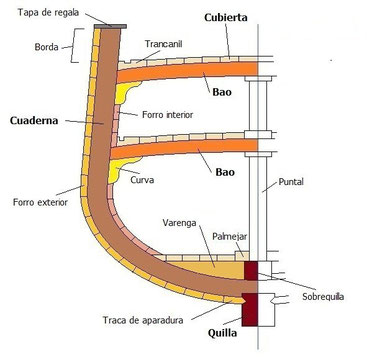 Tapa de regala
Cubierta
Borda
Trancanil
Bao
Forro interior
Cuaderna
Bao
Curva
Puntal
Forro exterior
Varenga
Palmejar
Sobrequilla
Traca de aparadura
Quilla